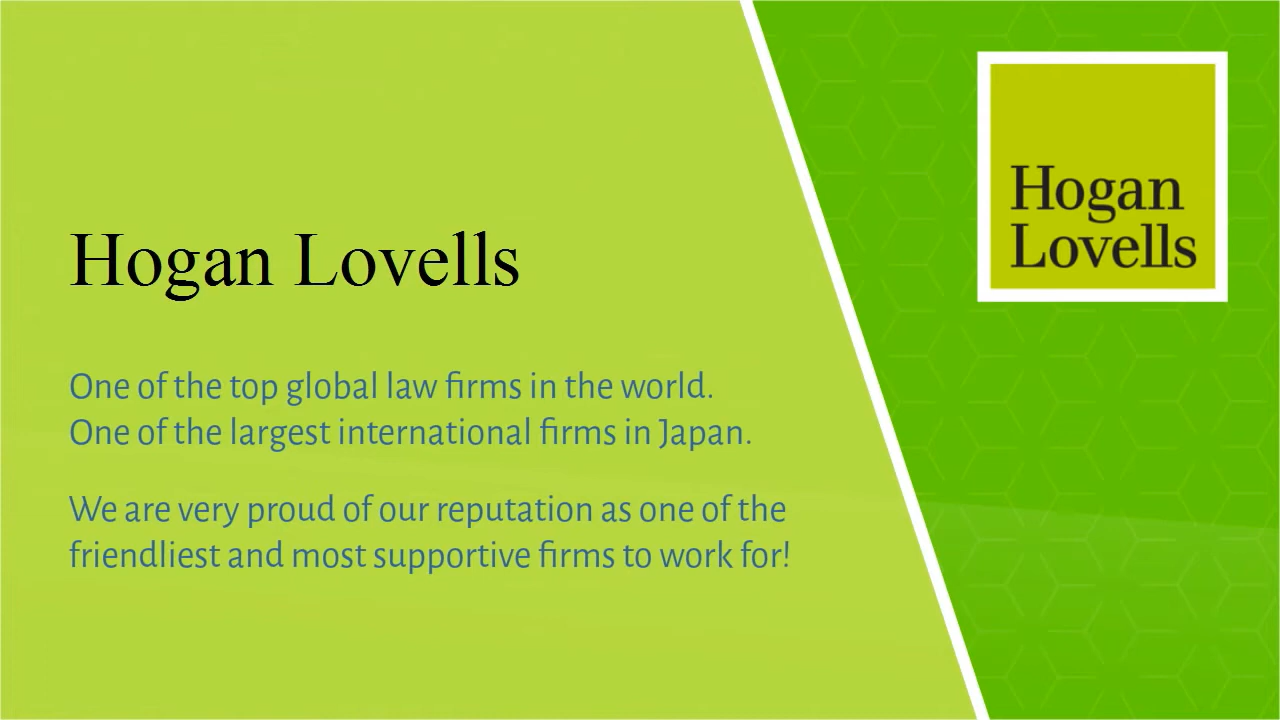 Hogan
Lovells
Hogan Lovells
One of the top global law firms in the world.
One of the largest international firms in Japan.
We are very proud of our reputation as one of the
friendliest and most supportive firms to work for!